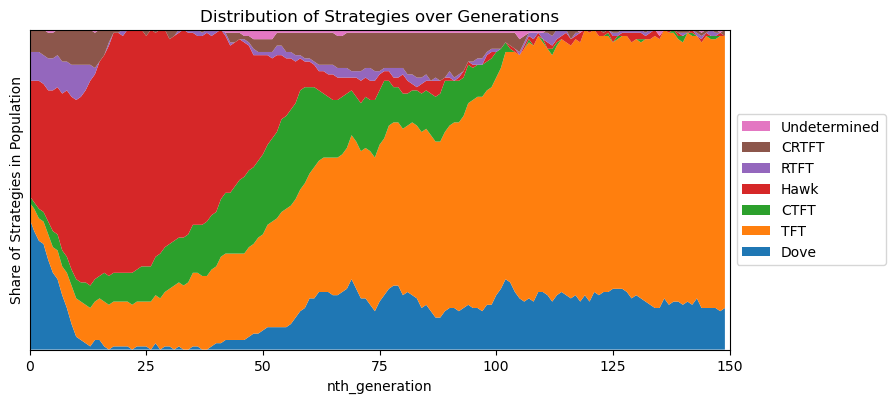 Distribution of Strategies over Generations
Share of Strategies in Population
Undetermined
CRTFT
RTFT
Hawk
CTFT
TFT
Dove
0 25 50 75 100 125 150
nth_generation